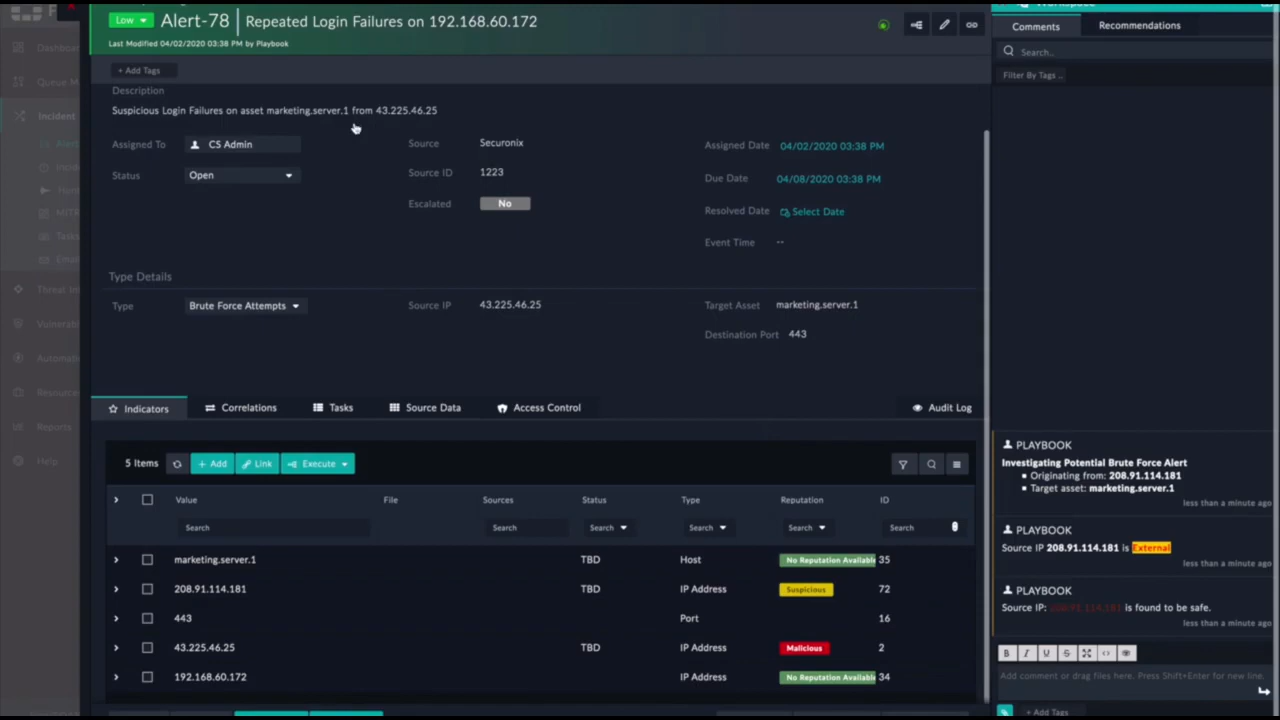 Low
Alert-78
Repeated Login Failures on 192.168.60.172
Last Modified 04/02/2020 03:38 PM by Playbook
+ Add Tags
Description
Suspicious Login Failures on asset marketing.server.1 from 43.225.46.25
Assigned To CS Admin
Status Open
Source Securonix
Source ID 1223
Escalated No
Assigned Date 04/02/2020 03:38 PM
Due Date 04/08/2020 03:38 PM
Resolved Date Select Date
Event Time --
Type Details
Type Brute Force Attempts
Source IP 43.225.46.25
Target Asset marketing.server.1
Destination Port 443
Indicators Correlations Tasks Source Data Access Control Audit Log
5 Items + Add Link Execute
Value File Sources Status Type Reputation ID
Search Search Search Search Search Search
marketing.server.1 TBD Host No Reputation Available 35
208.91.114.181 TBD IP Address Suspicious 72
443 Port 16
43.225.46.25 TBD IP Address Malicious 2
192.168.60.172 IP Address No Reputation Available 34
Comments Recommendations
Search..
Filter By Tags ..
PLAYBOOK
Investigating Potential Brute Force Alert
Originating from: 208.91.114.181
Target asset: marketing.server.1
less than a minute ago
PLAYBOOK
Source IP 208.91.114.181 is External
less than a minute ago
PLAYBOOK
Source IP: 208.91.114.181 is found to be safe.
less than a minute ago
B I U S
Add comment or drag files here. Press Shift+Enter for new line.
+ Add Tags
Incident
Tasks
Reports
Help